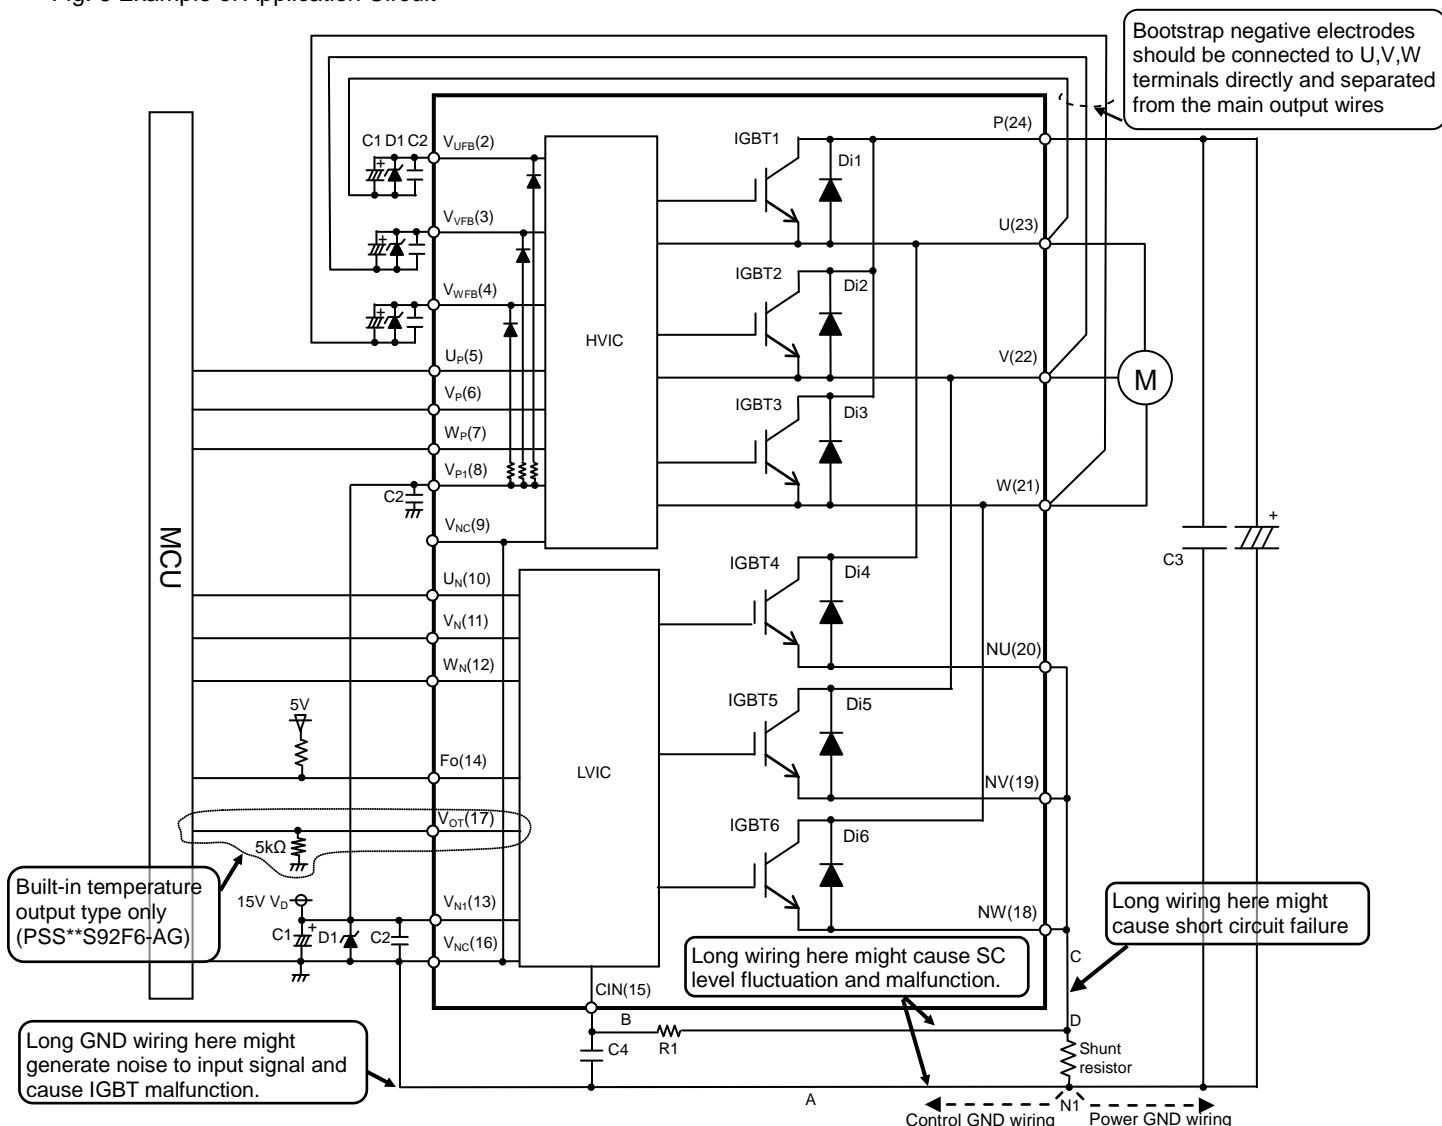 Bootstrap negative electrodes
should be connected to U,V,W
terminals directly and separated
from the main output wires
P(24)
IGBT1
Di1
C1 D1 C2
+
VUFB(2)
U(23)
VVFB(3)
+
IGBT2
Di2
VWFB(4)
+
HVIC
UP(5)
V(22)
M
VP(6)
IGBT3
Di3
WP(7)
VP1(8)
C2
W(21)
+
C3
VNC(9)
MCU
IGBT4
Di4
UN(10)
VN(11)
WN(12)
NU(20)
5V
IGBT5
Di5
Fo(14)
LVIC
NV(19)
VOT(17)
5kΩ
IGBT6
Di6
Built-in temperature
output type only
(PSS**S92F6-AG)
15V VD
VN1(13)
C1
+
D1
C2
VNC(16)
NW(18)
Long wiring here might
cause short circuit failure
Long wiring here might cause SC
level fluctuation and malfunction.
C
CIN(15)
B
D
R1
C4
Shunt
resistor
Long GND wiring here might
generate noise to input signal and
cause IGBT malfunction.
A
N1
Control GND wiring
Power GND wiring